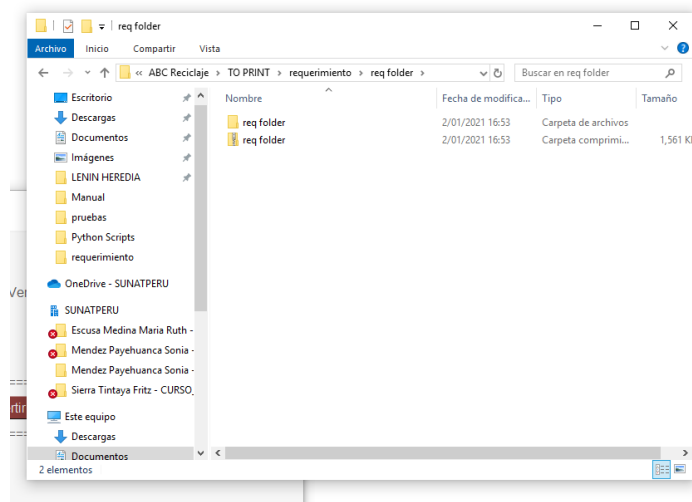 req folder
Archivo Inicio Compartir Vista
« ABC Reciclaje > TO PRINT > requerimiento > req folder > Buscar en req folder
Nombre Fecha de modifica... Tipo Tamaño
req folder 2/01/2021 16:53 Carpeta de archivos
req folder 2/01/2021 16:53 Carpeta comprimi... 1,561 K
Escritorio
Descargas
Documentos
Imágenes
LENIN HEREDIA
Manual
pruebas
Python Scripts
requerimiento
OneDrive - SUNATPERU
SUNATPERU
Escusa Medina Maria Ruth -
Mendez Payehuanca Sonia -
Mendez Payehuanca Sonia -
Sierra Tintaya Fritz - CURSO_
Este equipo
Descargas
Documentos
2 elementos
Ver
===
rtir
===